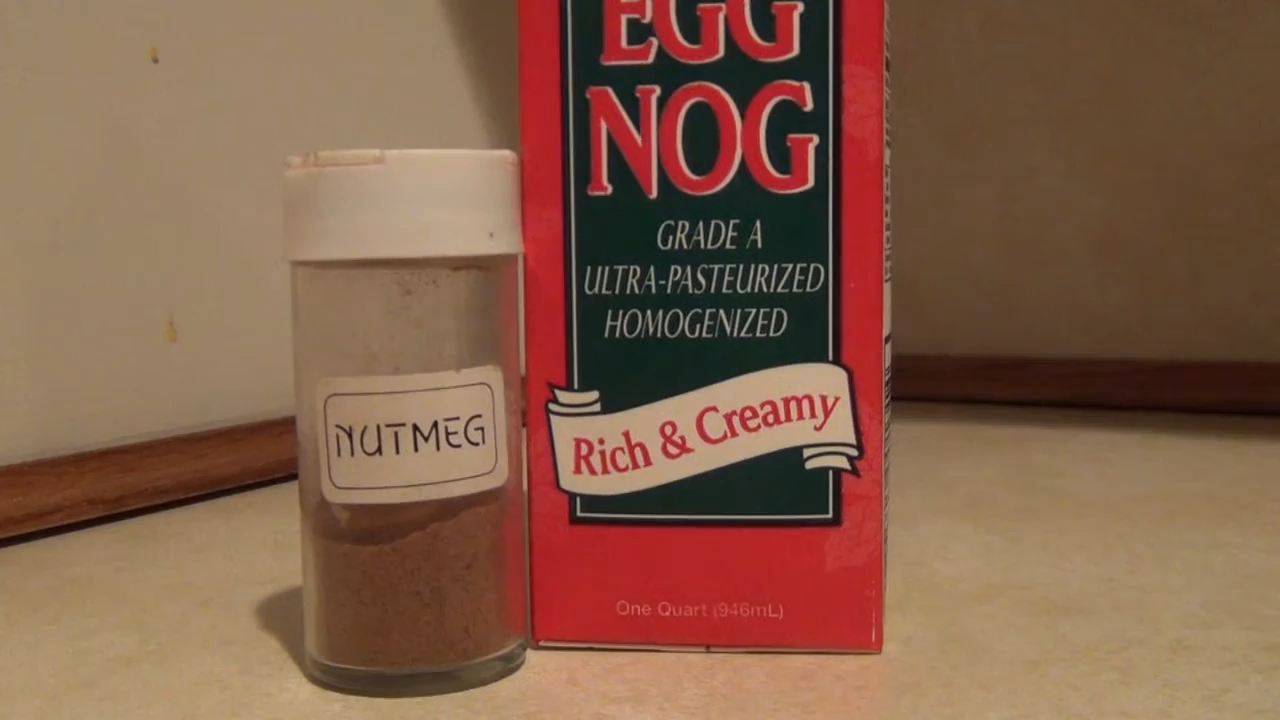 EGG
NOG
GRADE A
ULTRA-PASTEURIZED
HOMOGENIZED
Rich & Creamy
One Quart (946mL)
NUTMEG